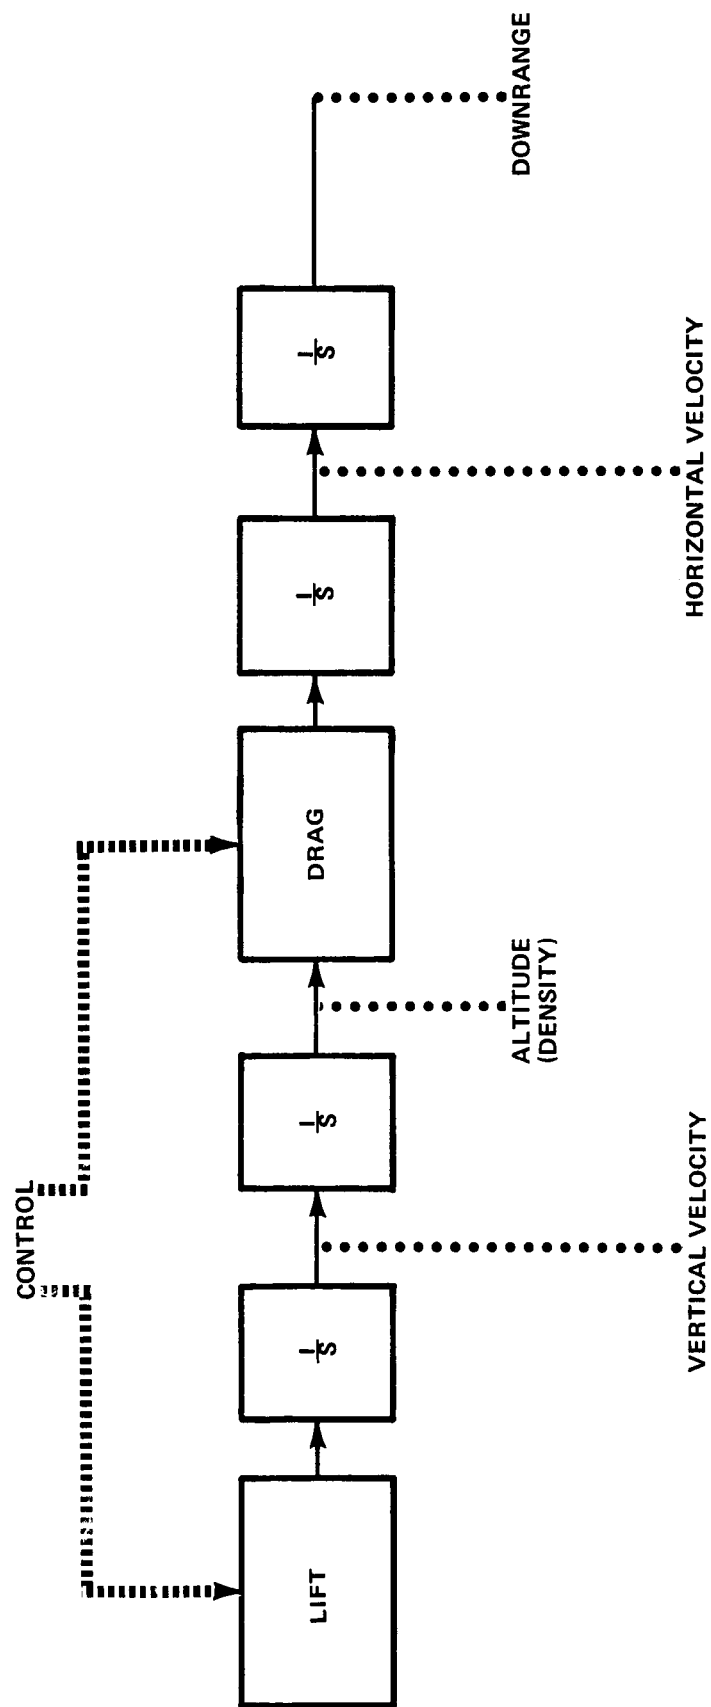 CONTROL
LIFT
1/S
1/S
DRAG
1/S
1/S
VERTICAL VELOCITY
ALTITUDE
(DENSITY)
HORIZONTAL VELOCITY
DOWNRANGE